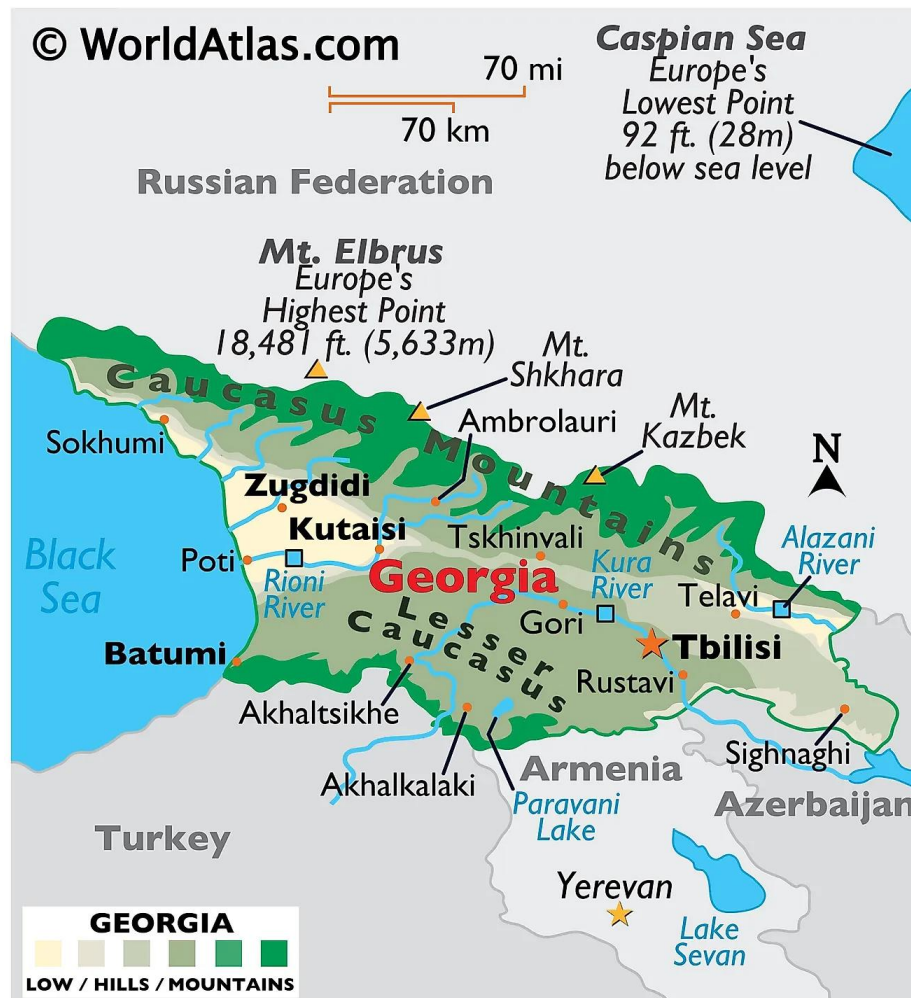 © WorldAtlas.com
70 mi
70 km
Caspian Sea
Europe's
Lowest Point
92 ft. (28m)
below sea level
Russian Federation
Mt. Elbrus
Europe's
Highest Point
18,481 ft. (5,633m)
Mt.
Shkhara
Caucasus Mountains
Ambrolauri
Mt.
Kazbek
N
Sokhumi
Zugdidi
Kutaisi
Black
Sea
Poti
Rioni
River
Tskhinvali
Georgia
Kura
River
Alazani
River
Telavi
Gori
Lesser
Caucasus
Tbilisi
Batumi
Rustavi
Akhaltsikhe
Sighnaghi
Akhalkalaki
Armenia
Paravani
Lake
Azerbaijan
Turkey
Yerevan
Lake
Sevan
GEORGIA
LOW / HILLS / MOUNTAINS